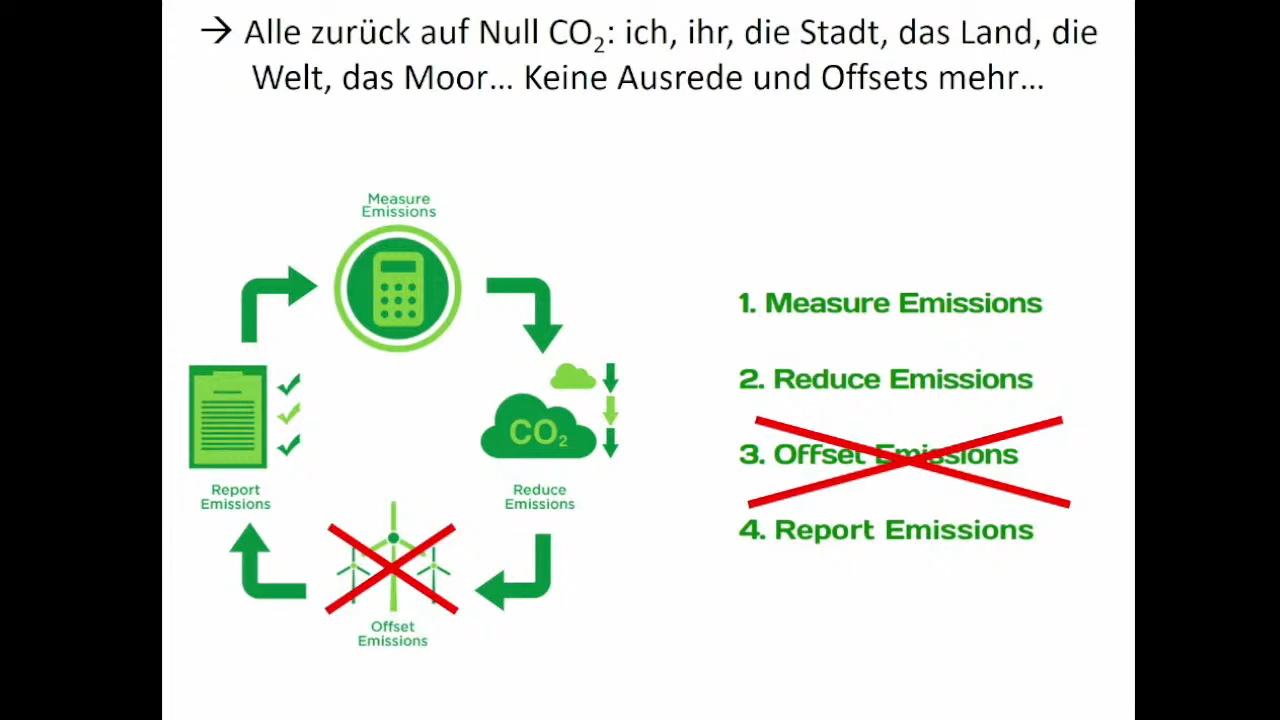 → Alle zurück auf Null CO₂: ich, ihr, die Stadt, das Land, die
Welt, das Moor... Keine Ausrede und Offsets mehr...
Measure
Emissions
CO₂
Reduce
Emissions
Offset
Emissions
Report
Emissions
1. Measure Emissions
2. Reduce Emissions
3. Offset Emissions
4. Report Emissions